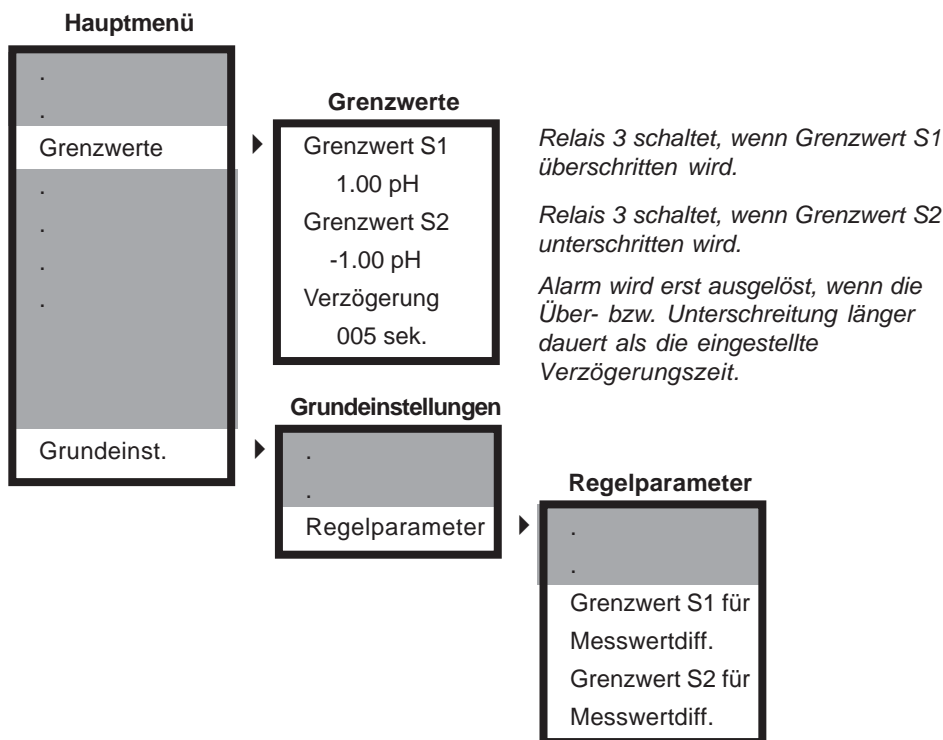 Hauptmenü
.
.
Grenzwerte
.
.
.
.
Grundeinst.
Grenzwerte
Grenzwert S1
1.00 pH
Grenzwert S2
-1.00 pH
Verzögerung
005 sek.
Relais 3 schaltet, wenn Grenzwert S1
überschritten wird.
Relais 3 schaltet, wenn Grenzwert S2
unterschritten wird.
Alarm wird erst ausgelöst, wenn die
Über- bzw. Unterschreitung länger
dauert als die eingestellte
Verzögerungszeit.
Grundeinstellungen
.
.
Regelparameter
Regelparameter
.
.
Grenzwert S1 für
Messwertdiff.
Grenzwert S2 für
Messwertdiff.